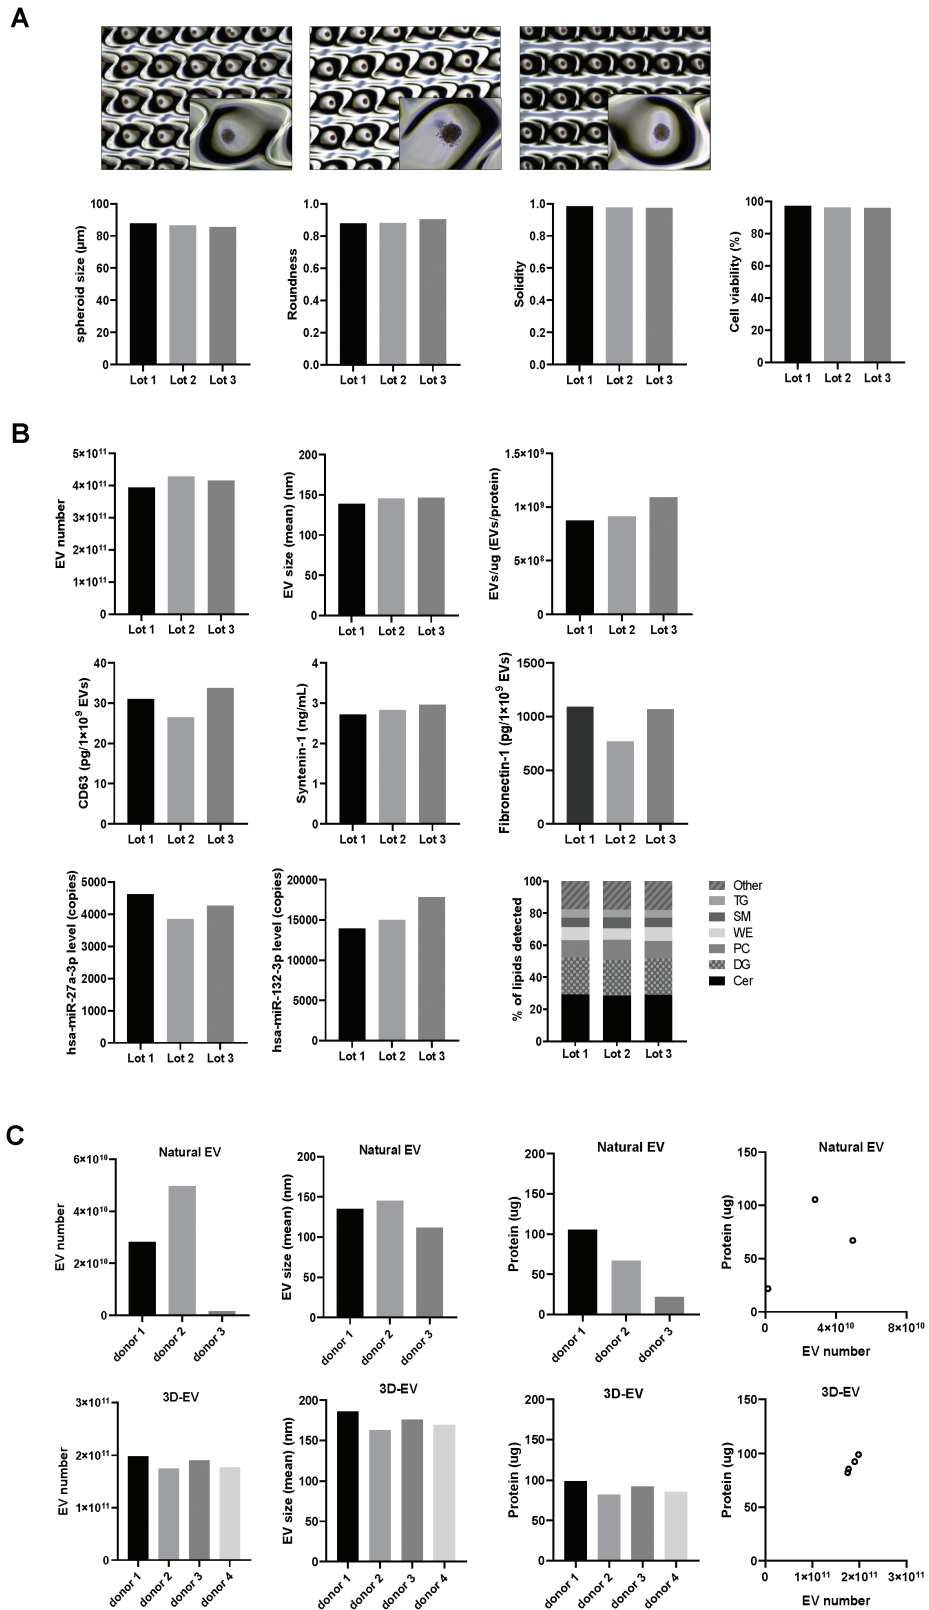 A
spheroid size (µm)
100
80
60
40
20
0
Lot 1 Lot 2 Lot 3
Roundness
1.0
0.8
0.6
0.4
0.2
0.0
Lot 1 Lot 2 Lot 3
Solidity
1.0
0.8
0.6
0.4
0.2
0.0
Lot 1 Lot 2 Lot 3
Cell viability (%)
100
80
60
40
20
0
Lot 1 Lot 2 Lot 3
B
EV number
5×10¹¹
4×10¹¹
3×10¹¹
2×10¹¹
1×10¹¹
0
Lot 1 Lot 2 Lot 3
EV size (mean) (nm)
200
150
100
50
0
Lot 1 Lot 2 Lot 3
EVs/ug (EVs/protein)
1.5×10⁹
1×10⁹
5×10⁸
0
Lot 1 Lot 2 Lot 3
CD63 (pg/1×10⁹ EVs)
40
30
20
10
0
Lot 1 Lot 2 Lot 3
Syntenin-1 (ng/mL)
4
3
2
1
0
Lot 1 Lot 2 Lot 3
Fibronectin-1 (pg/1×10⁹ EVs)
1500
1000
500
0
Lot 1 Lot 2 Lot 3
hsa-miR-27a-3p level (copies)
5000
4000
3000
2000
1000
0
Lot 1 Lot 2 Lot 3
hsa-miR-132-3p level (copies)
20000
15000
10000
5000
0
Lot 1 Lot 2 Lot 3
% of lipids detected
100
80
60
40
20
0
Lot 1 Lot 2 Lot 3
Other
TG
SM
WE
PC
DG
Cer
C
Natural EV
EV number
6×10¹⁰
4×10¹⁰
2×10¹⁰
0
donor 1 donor 2 donor 3
Natural EV
EV size (mean) (nm)
200
150
100
50
0
donor 1 donor 2 donor 3
Natural EV
Protein (ug)
200
150
100
50
0
donor 1 donor 2 donor 3
Natural EV
Protein (ug)
150
100
50
0
0 4×10¹⁰ 8×10¹⁰
EV number
3D-EV
EV number
3×10¹¹
2×10¹¹
1×10¹¹
0
donor 1 donor 2 donor 3 donor 4
3D-EV
EV size (mean) (nm)
200
150
100
50
0
donor 1 donor 2 donor 3 donor 4
3D-EV
Protein (ug)
200
150
100
50
0
donor 1 donor 2 donor 3 donor 4
3D-EV
Protein (ug)
150
100
50
0
0 1×10¹¹ 2×10¹¹ 3×10¹¹
EV number